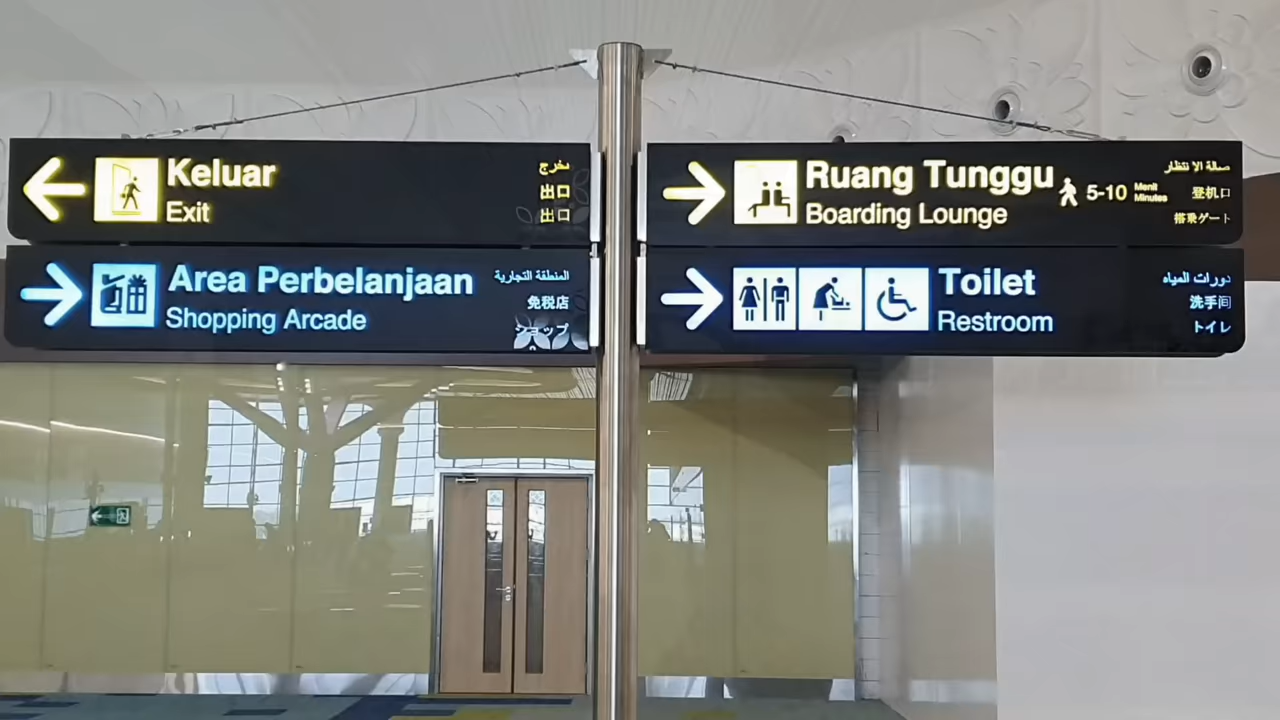 Keluar
Exit
مخرج
出口
出口
Area Perbelanjaan
Shopping Arcade
المنطقة التجارية
免税店
ショップ
Ruang Tunggu
Boarding Lounge
5-10 Menit
Minutes
صالة الانتظار
登机口
搭乗ゲート
Toilet
Restroom
دورات المياه
洗手间
トイレ